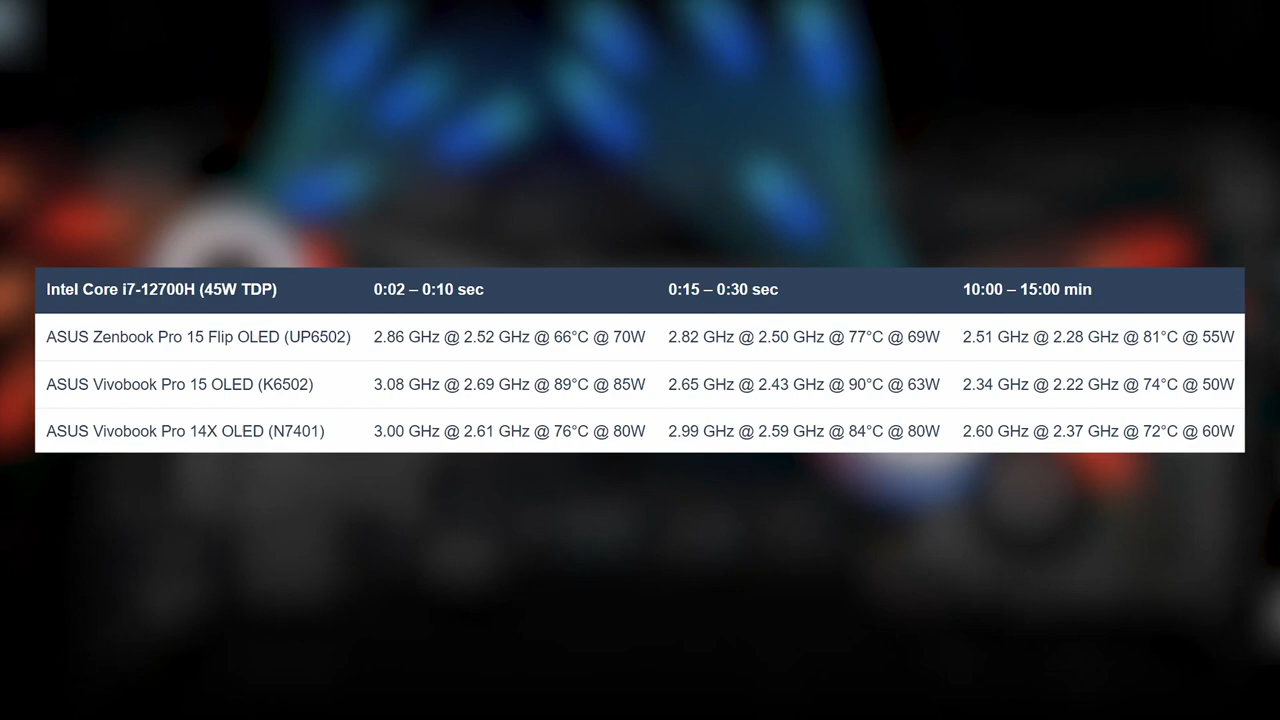 Intel Core i7-12700H (45W TDP) 0:02 – 0:10 sec 0:15 – 0:30 sec 10:00 – 15:00 min
ASUS Zenbook Pro 15 Flip OLED (UP6502) 2.86 GHz @ 2.52 GHz @ 66°C @ 70W 2.82 GHz @ 2.50 GHz @ 77°C @ 69W 2.51 GHz @ 2.28 GHz @ 81°C @ 55W
ASUS Vivobook Pro 15 OLED (K6502) 3.08 GHz @ 2.69 GHz @ 89°C @ 85W 2.65 GHz @ 2.43 GHz @ 90°C @ 63W 2.34 GHz @ 2.22 GHz @ 74°C @ 50W
ASUS Vivobook Pro 14X OLED (N7401) 3.00 GHz @ 2.61 GHz @ 76°C @ 80W 2.99 GHz @ 2.59 GHz @ 84°C @ 80W 2.60 GHz @ 2.37 GHz @ 72°C @ 60W